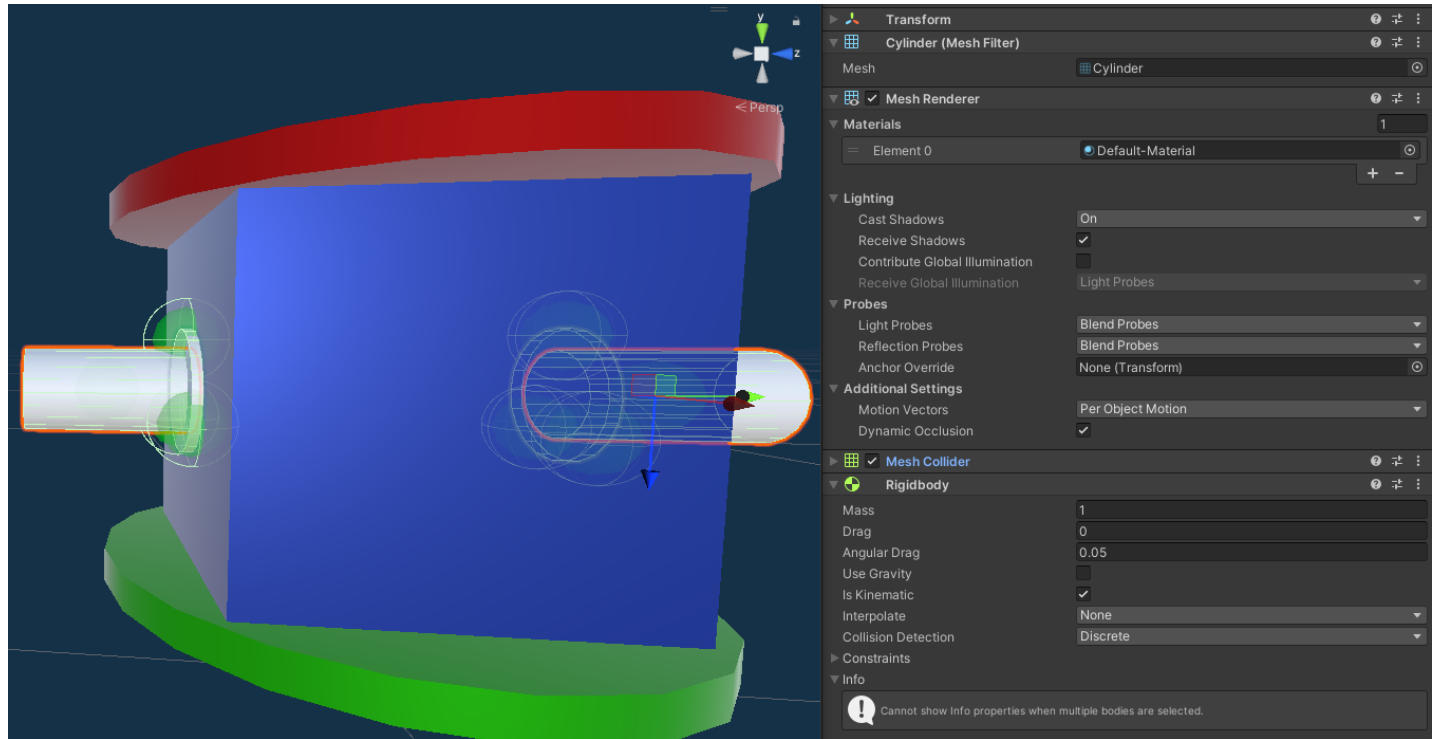 y
z
Persp
Transform
Cylinder (Mesh Filter)
Mesh Cylinder
Mesh Renderer
Materials 1
Element 0 Default-Material
+ −
Lighting
Cast Shadows On
Receive Shadows
Contribute Global Illumination
Receive Global Illumination Light Probes
Probes
Light Probes Blend Probes
Reflection Probes Blend Probes
Anchor Override None (Transform)
Additional Settings
Motion Vectors Per Object Motion
Dynamic Occlusion
Mesh Collider
Rigidbody
Mass 1
Drag 0
Angular Drag 0.05
Use Gravity
Is Kinematic
Interpolate None
Collision Detection Discrete
Constraints
Info
Cannot show Info properties when multiple bodies are selected.